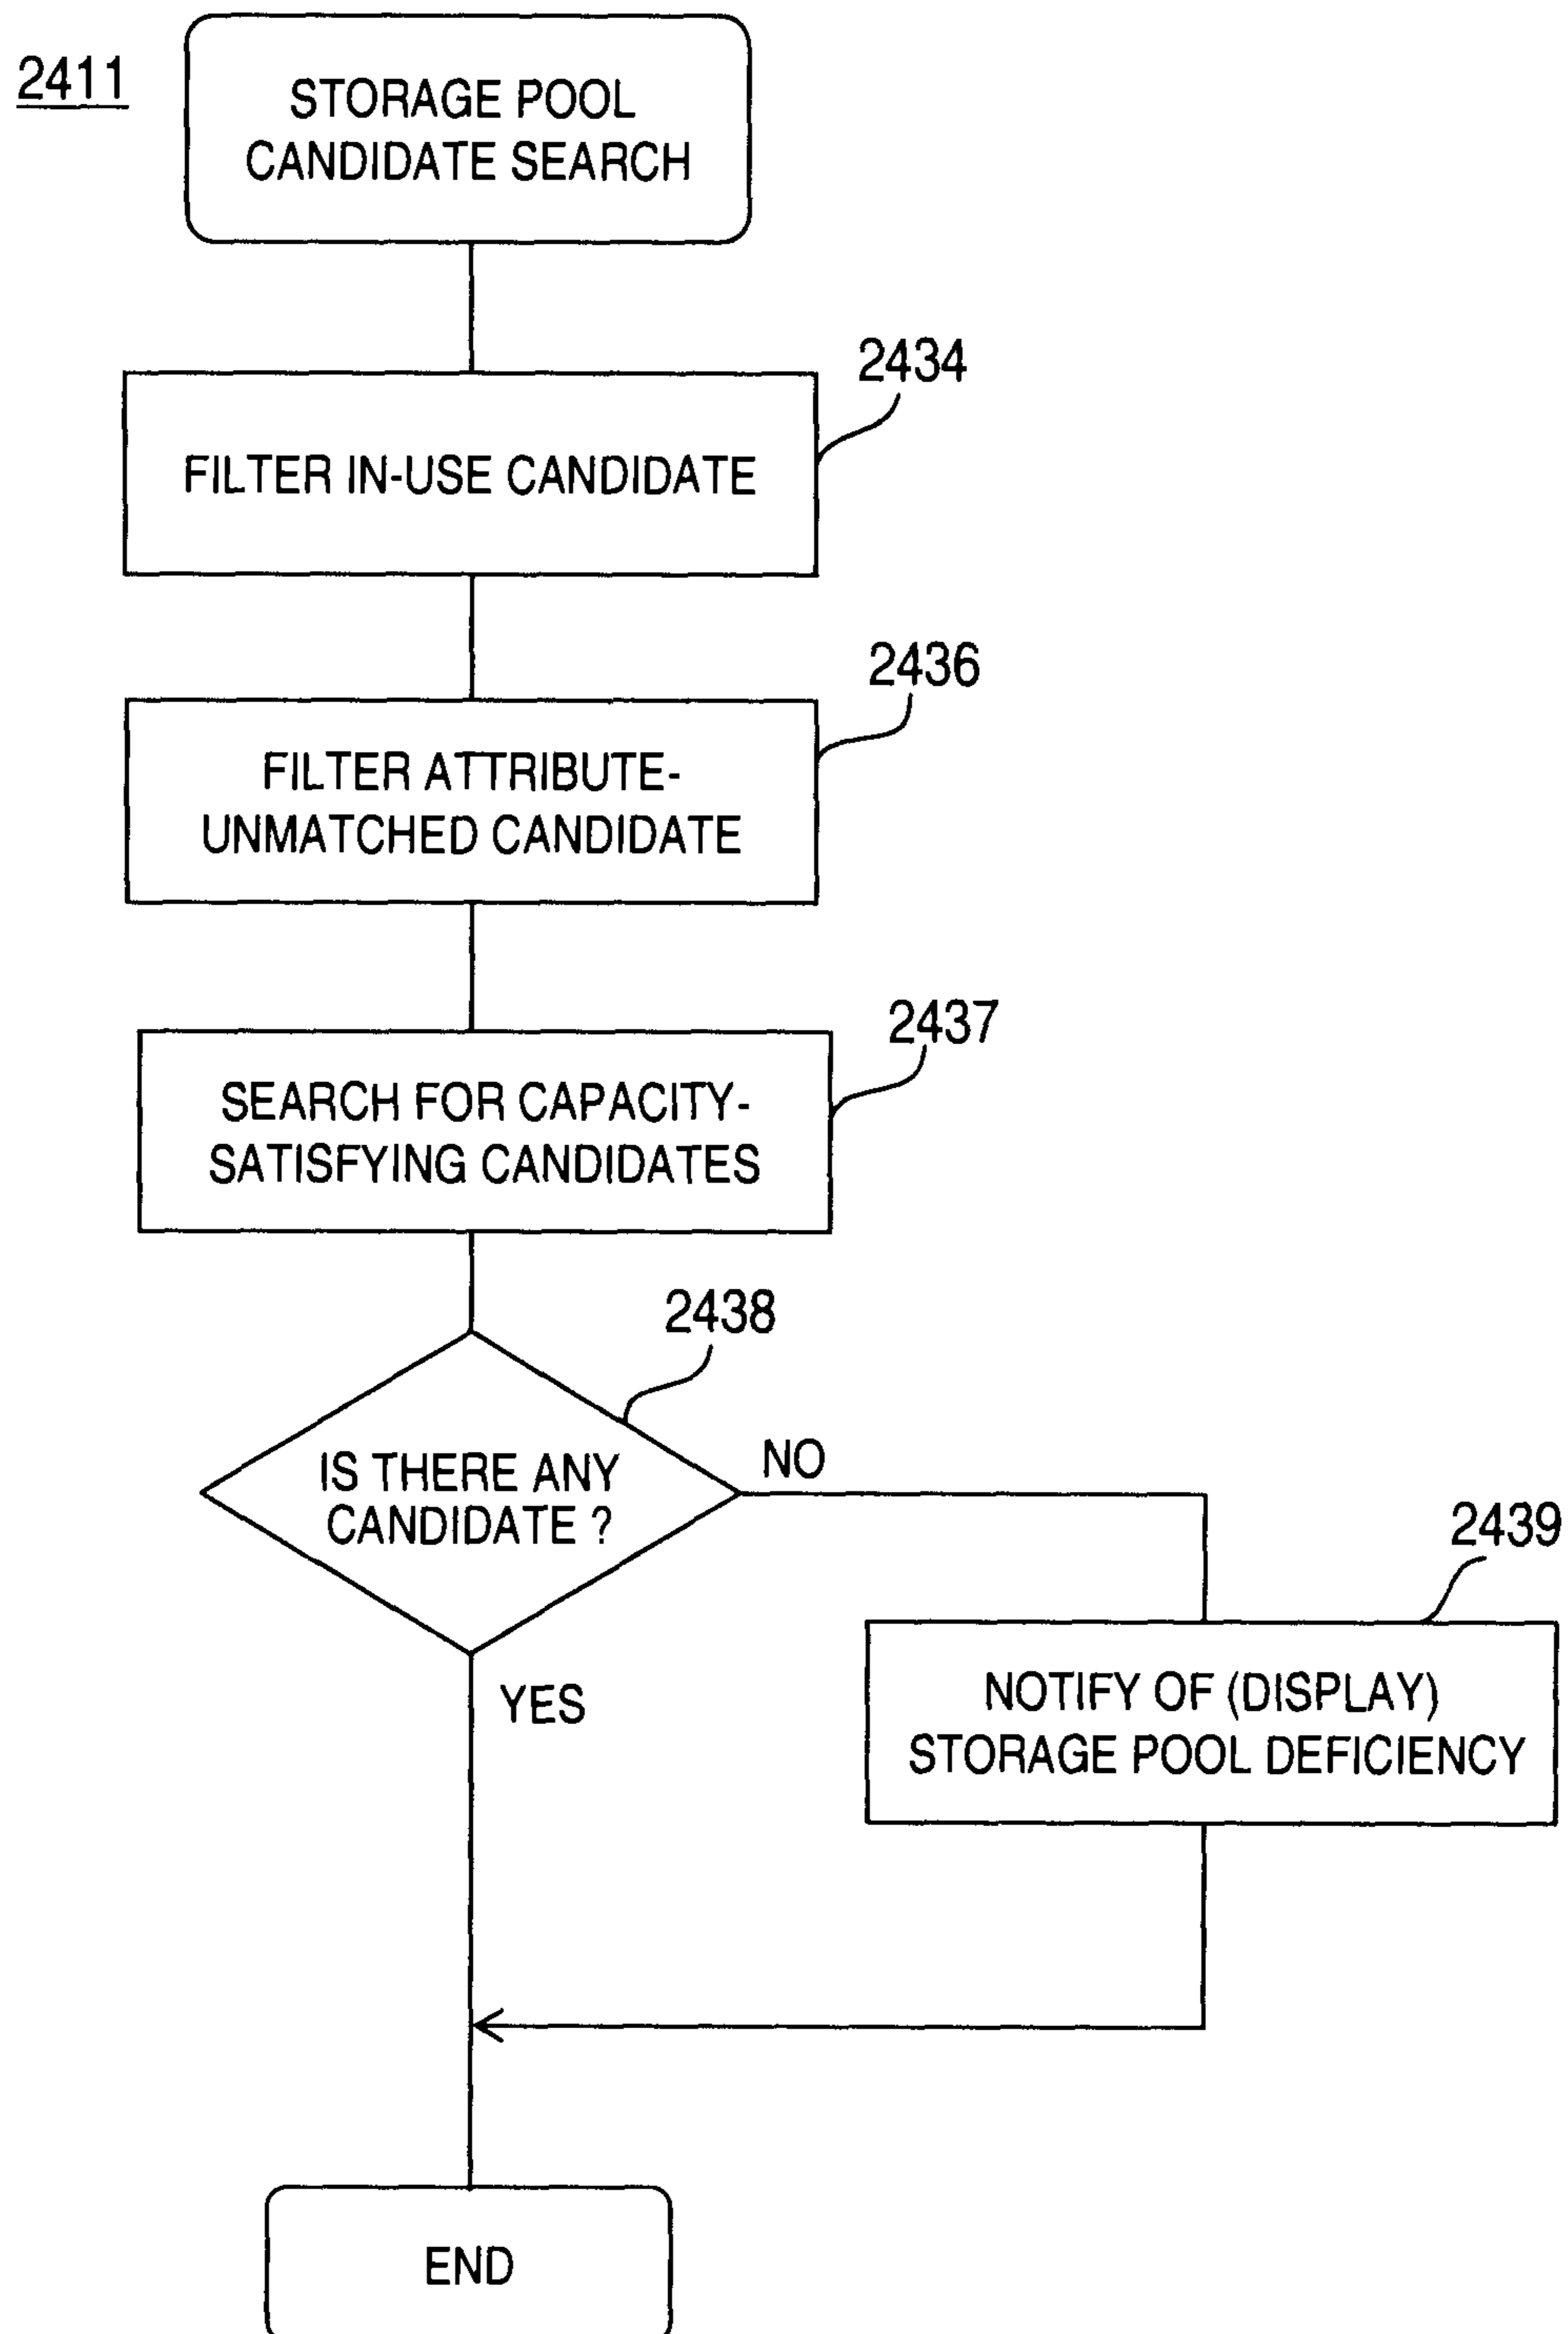 2411
STORAGE POOL
CANDIDATE SEARCH
2434
FILTER IN-USE CANDIDATE
2436
FILTER ATTRIBUTE-
UNMATCHED CANDIDATE
2437
SEARCH FOR CAPACITY-
SATISFYING CANDIDATES
2438
IS THERE ANY
CANDIDATE ?
NO
2439
NOTIFY OF (DISPLAY)
STORAGE POOL DEFICIENCY
YES
END